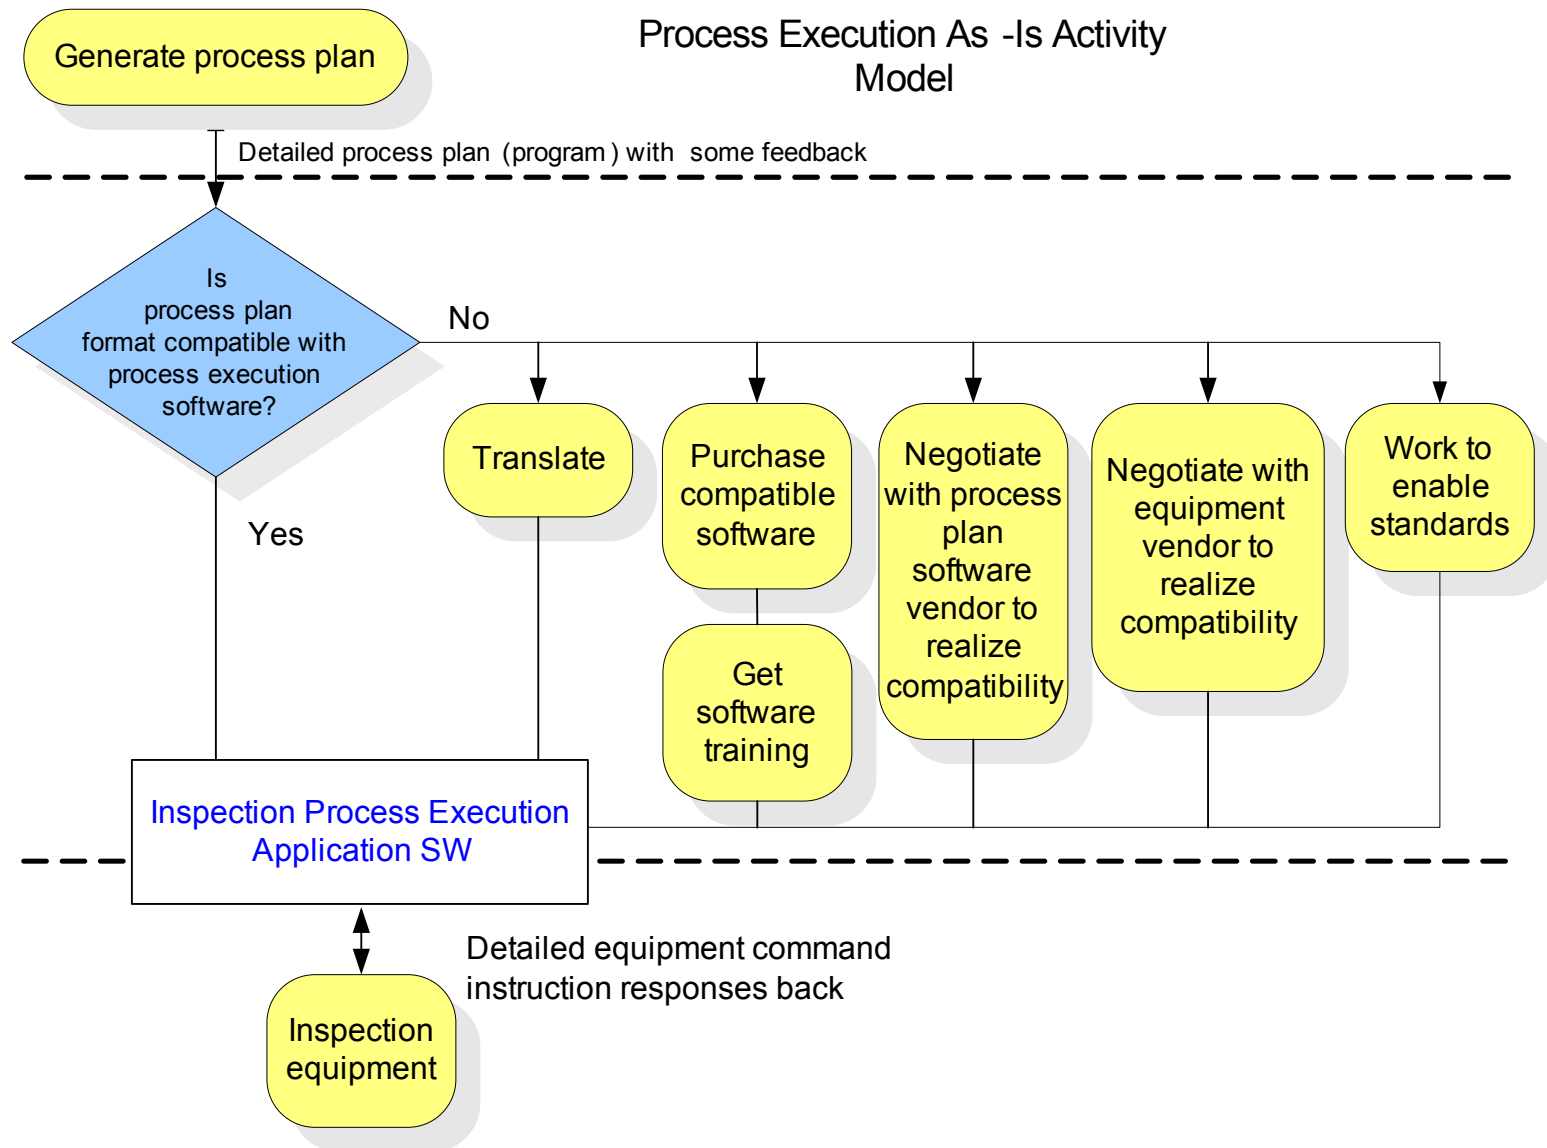 Process Execution As -Is Activity
Model
Generate process plan
Detailed process plan (program) with some feedback
Is
process plan
format compatible with
process execution
software?
No
Yes
Translate
Purchase
compatible
software
Get
software
training
Negotiate
with process
plan
software
vendor to
realize
compatibility
Negotiate with
equipment
vendor to
realize
compatibility
Work to
enable
standards
Inspection Process Execution
Application SW
Detailed equipment command
instruction responses back
Inspection
equipment